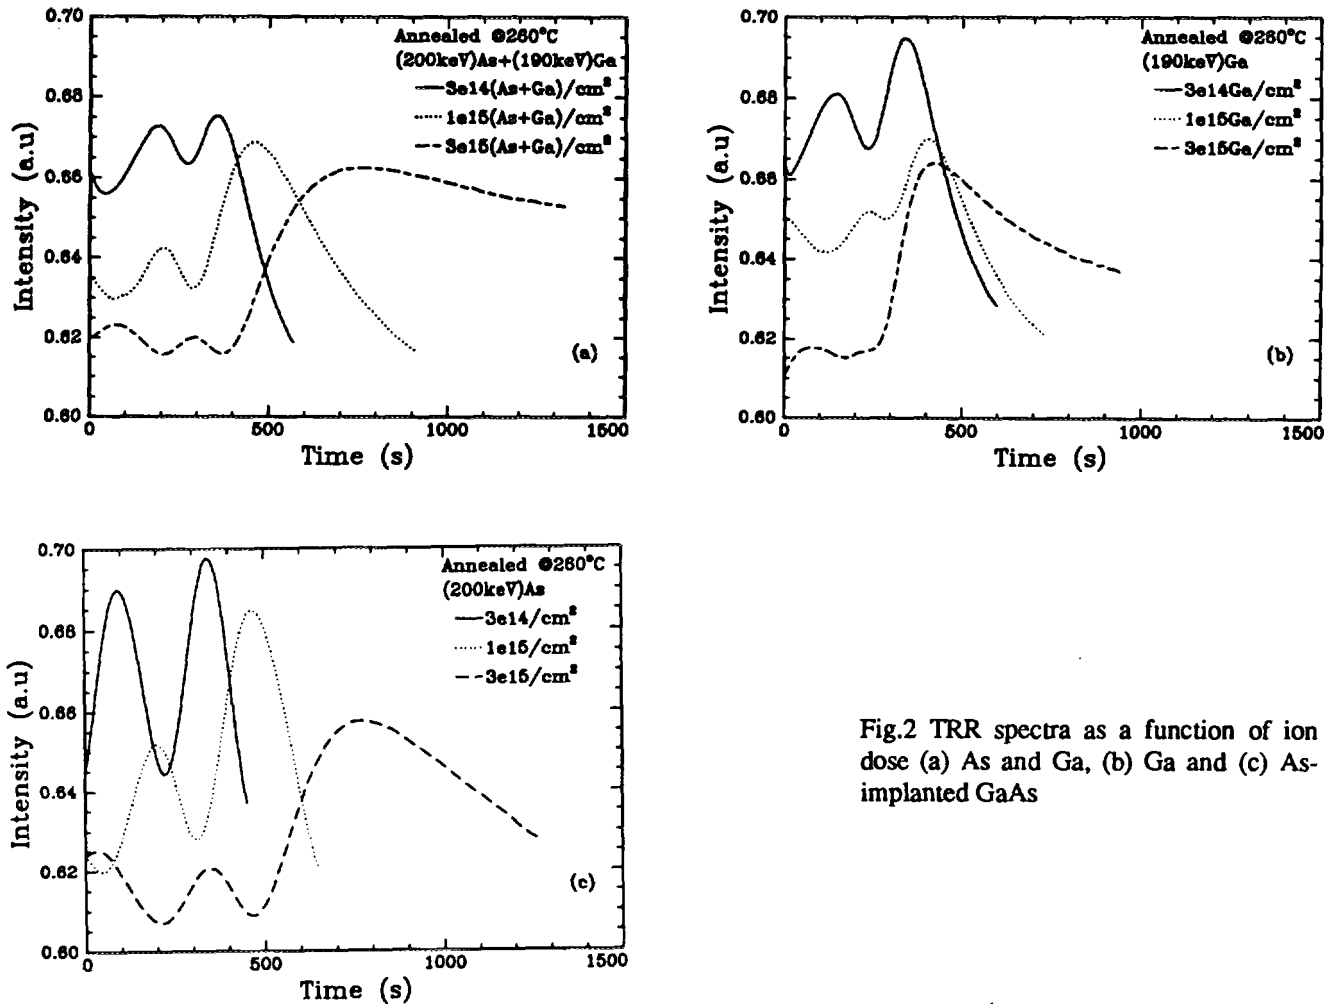 0.70
0.68
0.66
0.64
0.62
0.60
Intensity (a.u)
Annealed @260°C
(200keV)As+(190keV)Ga
3e14(As+Ga)/cm²
1e15(As+Ga)/cm²
3e15(As+Ga)/cm²
(a)
0 500 1000 1500
Time (s)
0.70
0.68
0.66
0.64
0.62
0.60
Intensity (a.u)
Annealed @260°C
(190keV)Ga
3e14Ga/cm²
1e15Ga/cm²
3e15Ga/cm²
(b)
0 500 1000 1500
Time (s)
0.70
0.68
0.66
0.64
0.62
0.60
Intensity (a.u)
Annealed @260°C
(200keV)As
3e14/cm²
1e15/cm²
3e15/cm²
(c)
0 500 1000 1500
Time (s)
Fig.2 TRR spectra as a function of ion
dose (a) As and Ga, (b) Ga and (c) As-
implanted GaAs